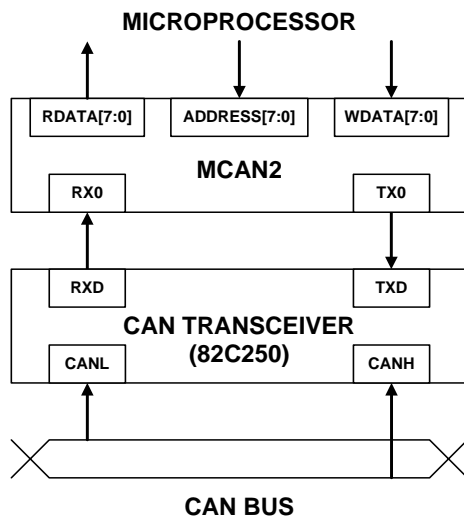 MICROPROCESSOR
RDATA[7:0] ADDRESS[7:0] WDATA[7:0]
MCAN2
RX0 TX0
RXD TXD
CAN TRANSCEIVER
(82C250)
CANL CANH
CAN BUS